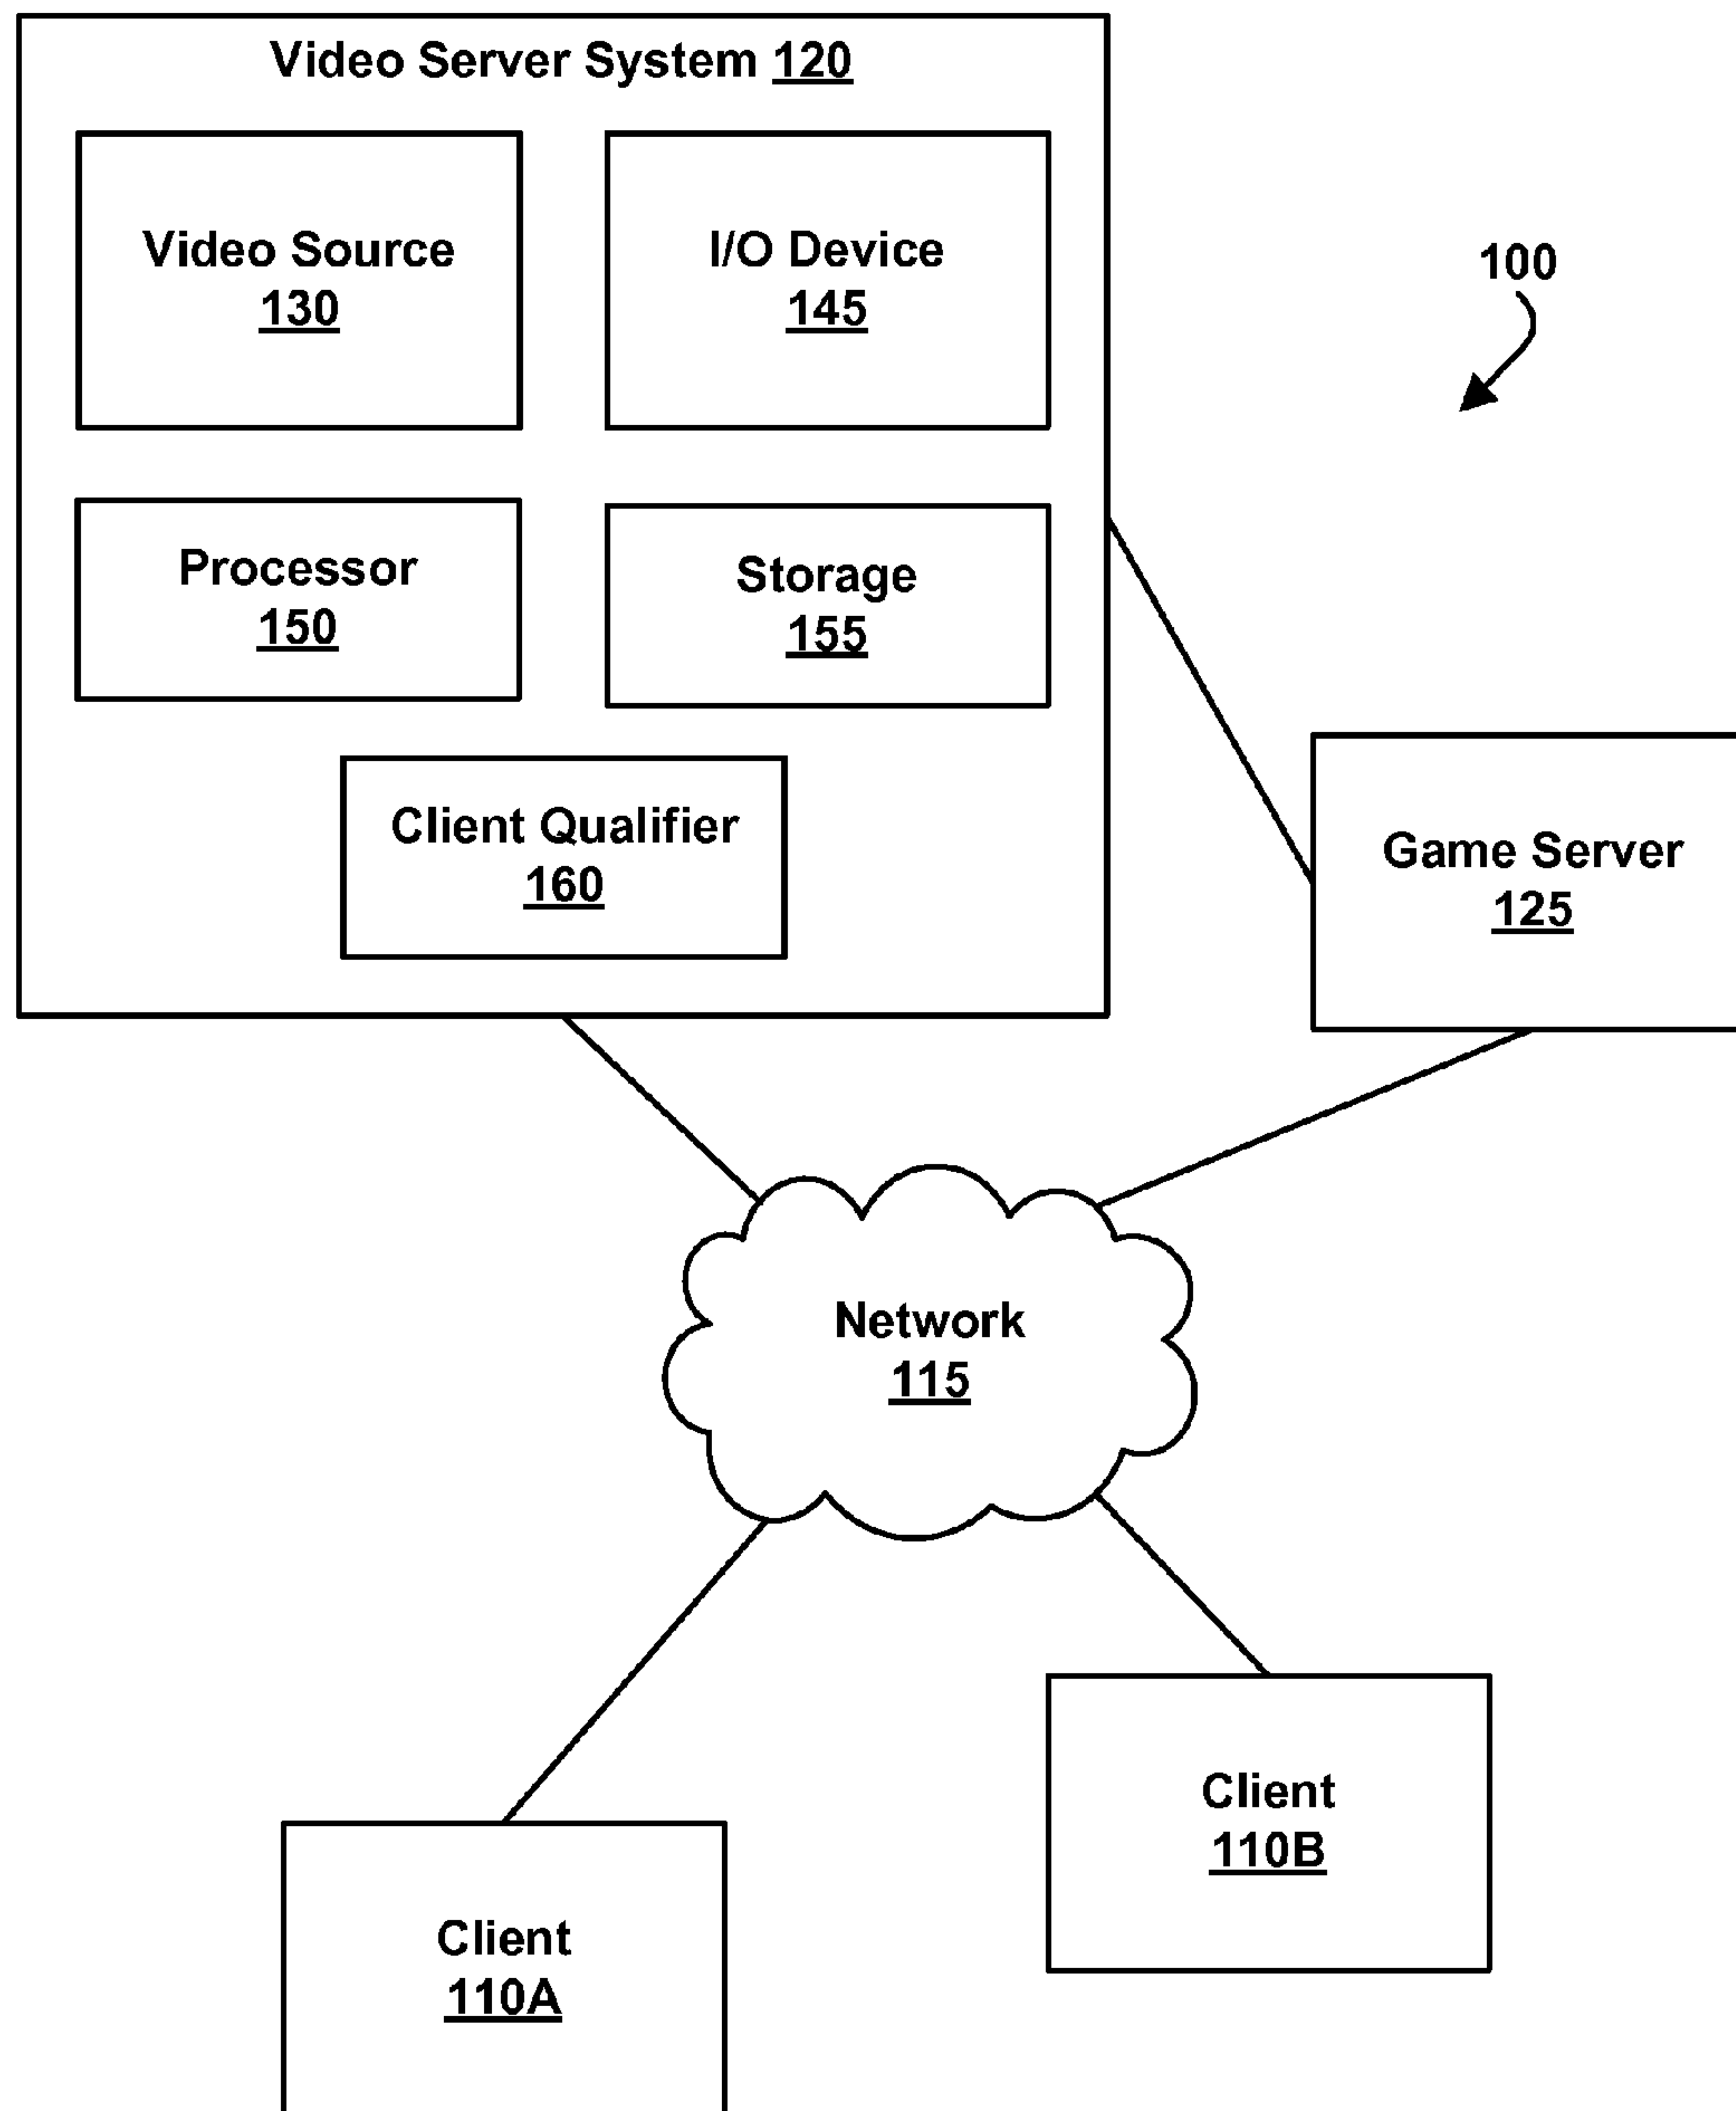 Video Server System 120
Video Source
130
I/O Device
145
100
Processor
150
Storage
155
Client Qualifier
160
Game Server
125
Network
115
Client
110B
Client
110A